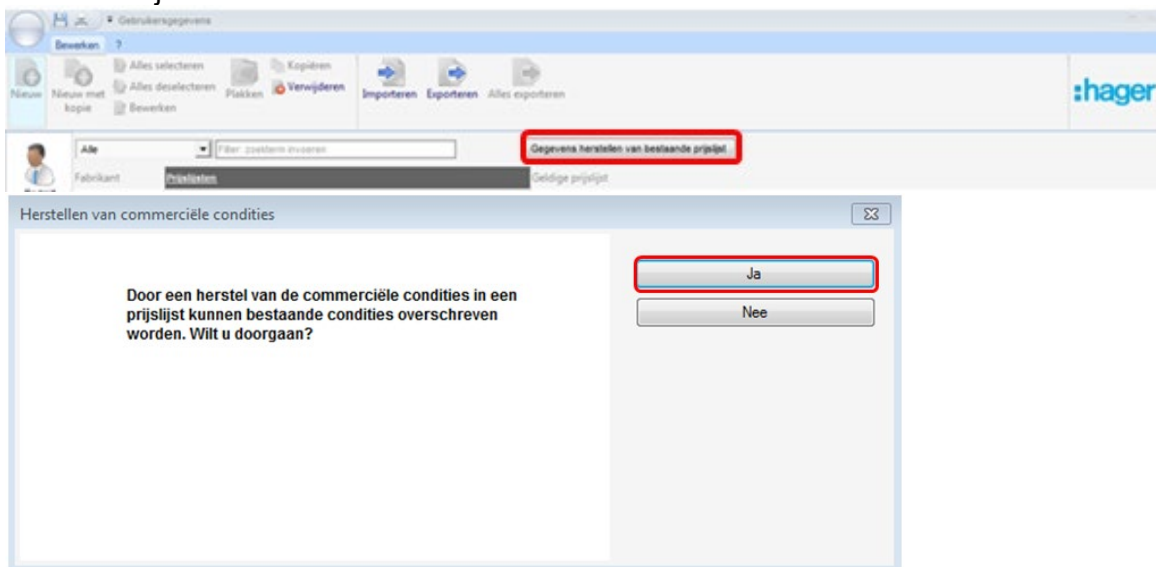 Gebruikersgegevens
Bewerken ?
Nieuw
Nieuw met kopie
Alles selecteren
Alles deselecteren
Bewerken
Plakken
Kopiëren
Verwijderen
Importeren Exporteren Alles exporteren
:hager
Alle Filter: zoekterm invoeren Gegevens herstellen van bestaande prijslijst
Fabrikant Prijslijsten Geldige prijslijst
Herstellen van commerciële condities
Door een herstel van de commerciële condities in een
prijslijst kunnen bestaande condities overschreven
worden. Wilt u doorgaan?
Ja
Nee